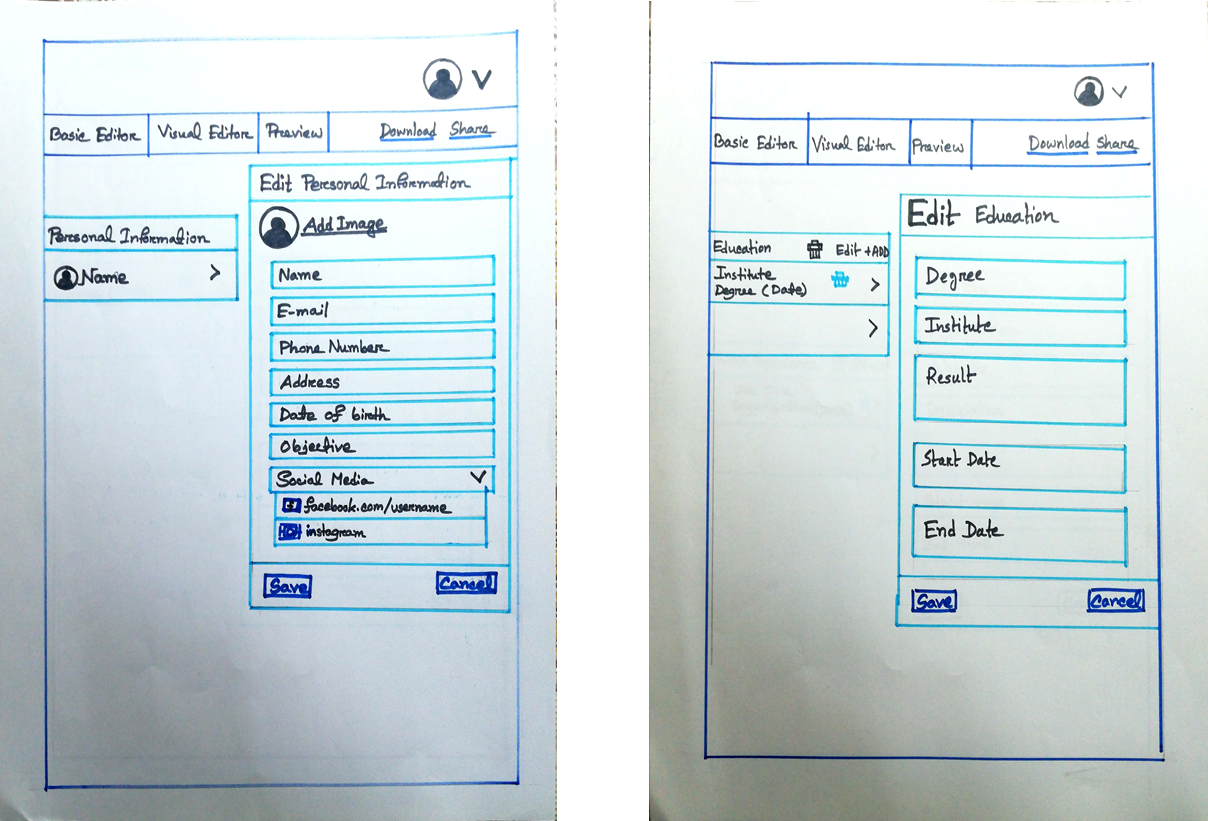 Basic Editor Visual Editor Preview Download Share
Edit Personal Information
Add Image
Personal Information
Name
Name
E-mail
Phone Number
Address
Date of birth
Objective
Social Media
facebook.com/username
instagram
Save Cancel
Basic Editor Visual Editor Preview Download Share
Edit Education
Education Edit +ADD
Institute
Degree (Date)
Degree
Institute
Result
Start Date
End Date
Save Cancel